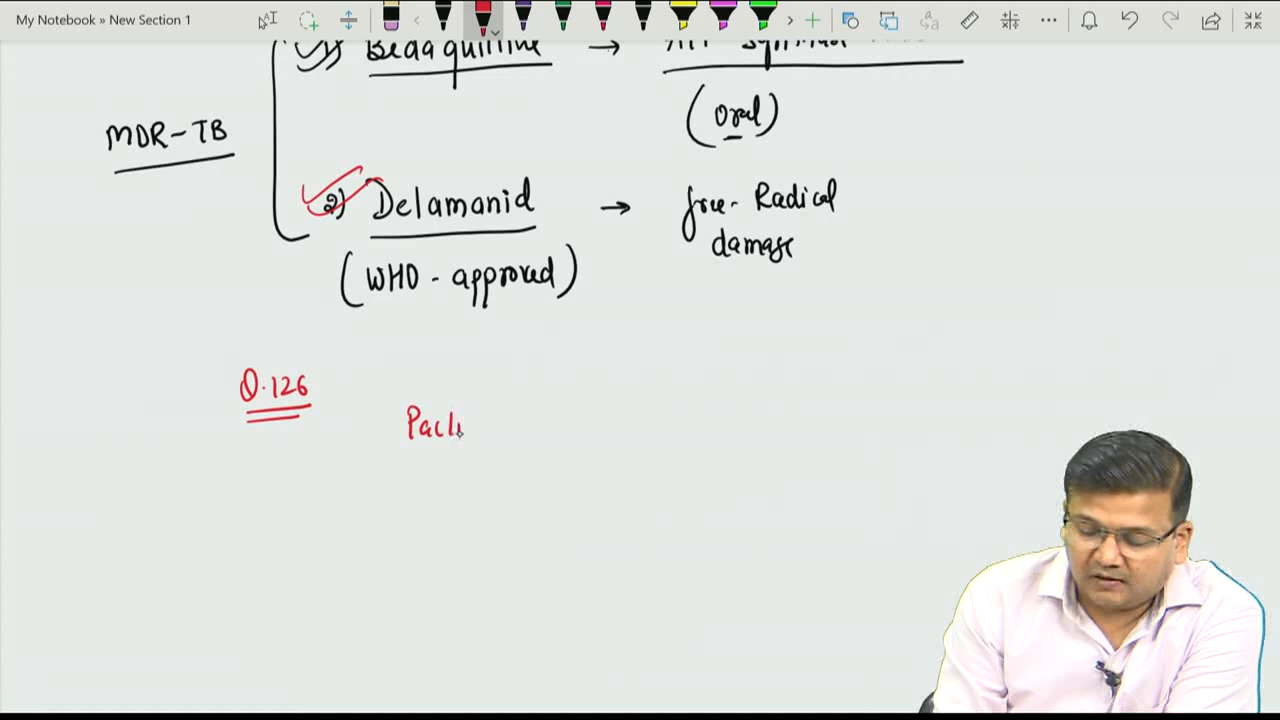 My Notebook » New Section 1
Bedaquiline →
(Oral)
MDR-TB
2) Delamanid → free-Radical
damage
(WHO-approved)
Q.126
Pacl